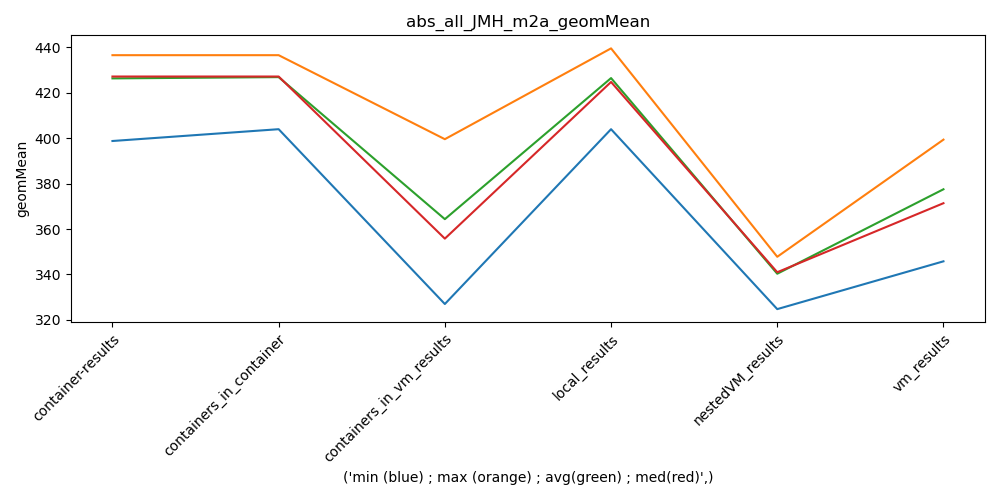 abs_all_JMH_m2a_geomMean
geomMean
440
420
400
380
360
340
320
container-results
containers_in_container
containers_in_vm_results
local_results
nestedVM_results
vm_results
('min (blue) ; max (orange) ; avg(green) ; med(red)',)